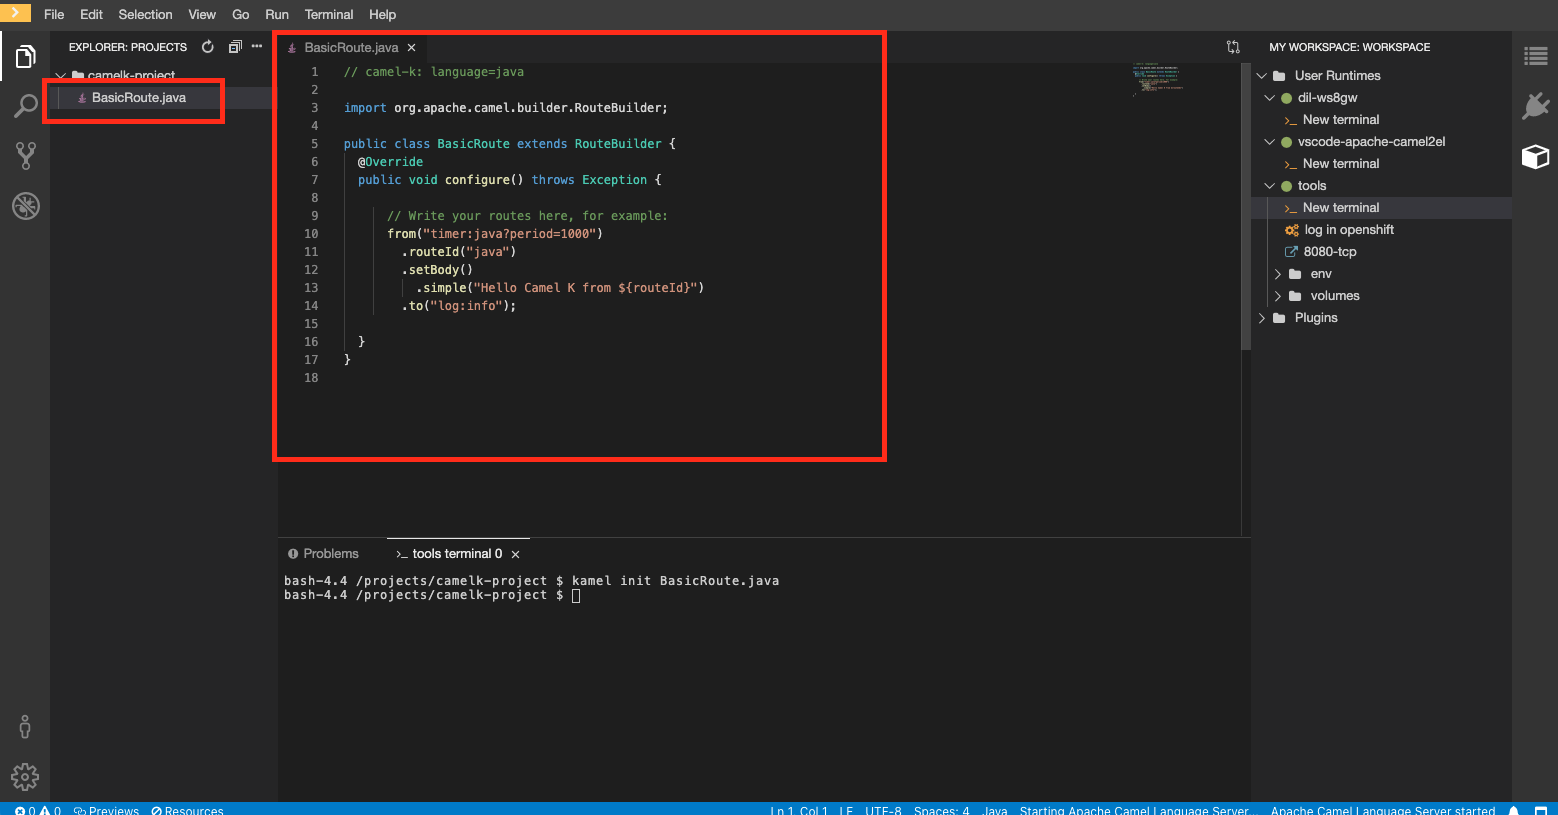 File Edit Selection View Go Run Terminal Help
EXPLORER: PROJECTS
camelk-project
BasicRoute.java
BasicRoute.java
1 // camel-k: language=java
2
3 import org.apache.camel.builder.RouteBuilder;
4
5 public class BasicRoute extends RouteBuilder {
6 @Override
7 public void configure() throws Exception {
8
9 // Write your routes here, for example:
10 from("timer:java?period=1000")
11 .routeId("java")
12 .setBody()
13 .simple("Hello Camel K from ${routeId}")
14 .to("log:info");
15
16 }
17 }
18
Problems
>_ tools terminal 0
bash-4.4 /projects/camelk-project $ kamel init BasicRoute.java
bash-4.4 /projects/camelk-project $
MY WORKSPACE: WORKSPACE
User Runtimes
dil-ws8gw
>_ New terminal
vscode-apache-camel2el
>_ New terminal
tools
>_ New terminal
log in openshift
8080-tcp
env
volumes
Plugins
0 0 Previews Resources
Ln 1, Col 1 LF UTF-8 Spaces: 4 Java Starting Apache Camel Language Server... Apache Camel Language Server started